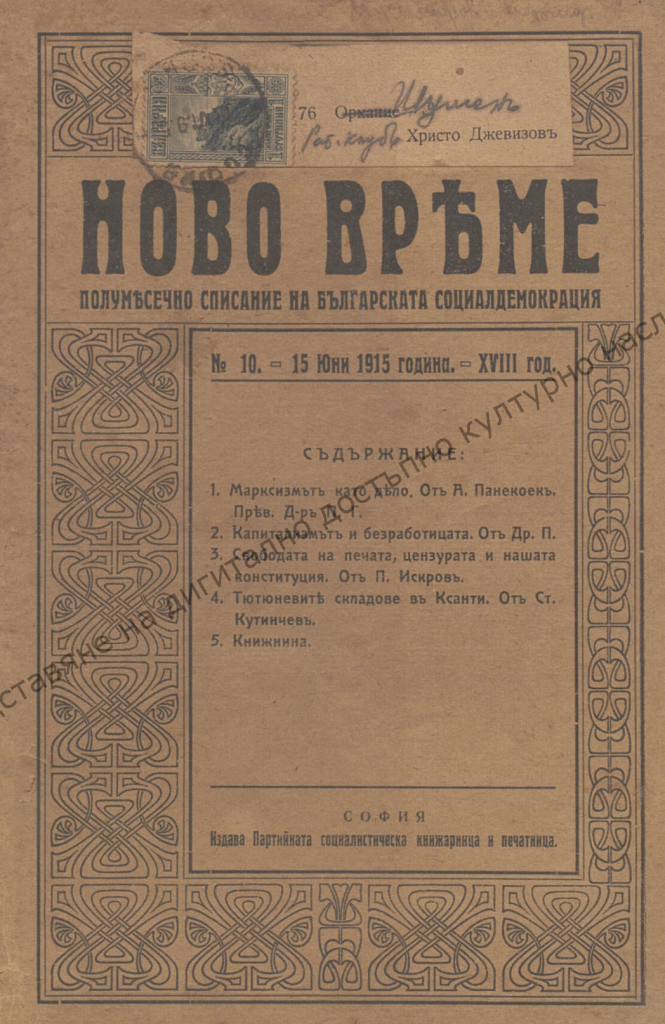 76 Орхание Шумен
Раб. клубъ Христо Джевизовъ
НОВО ВРѢМЕ
ПОЛУМѢСЕЧНО СПИСАНИЕ НА БЪЛГАРСКАТА СОЦИАЛДЕМОКРАЦИЯ
№ 10. – 15 Юни 1915 година. – XVIII год.
СЪДЪРЖАНИЕ:
1. Марксизмътъ като дѣло. Отъ А. Панекоекъ.
Прѣв. Д-ръ
2. Капитализмътъ и безработицата. Отъ Др. П.
3. Свободата на печата, цензурата и нашата
конституция. Отъ П. Искровъ.
4. Тютюневитѣ складове въ Ксанти. Отъ Ст.
Кутинчевъ.
5. Книжнина.
СОФИЯ
Издава Партийната социалистическа книжарница и печатница.
ставяне на дигитално достъпно културно насл